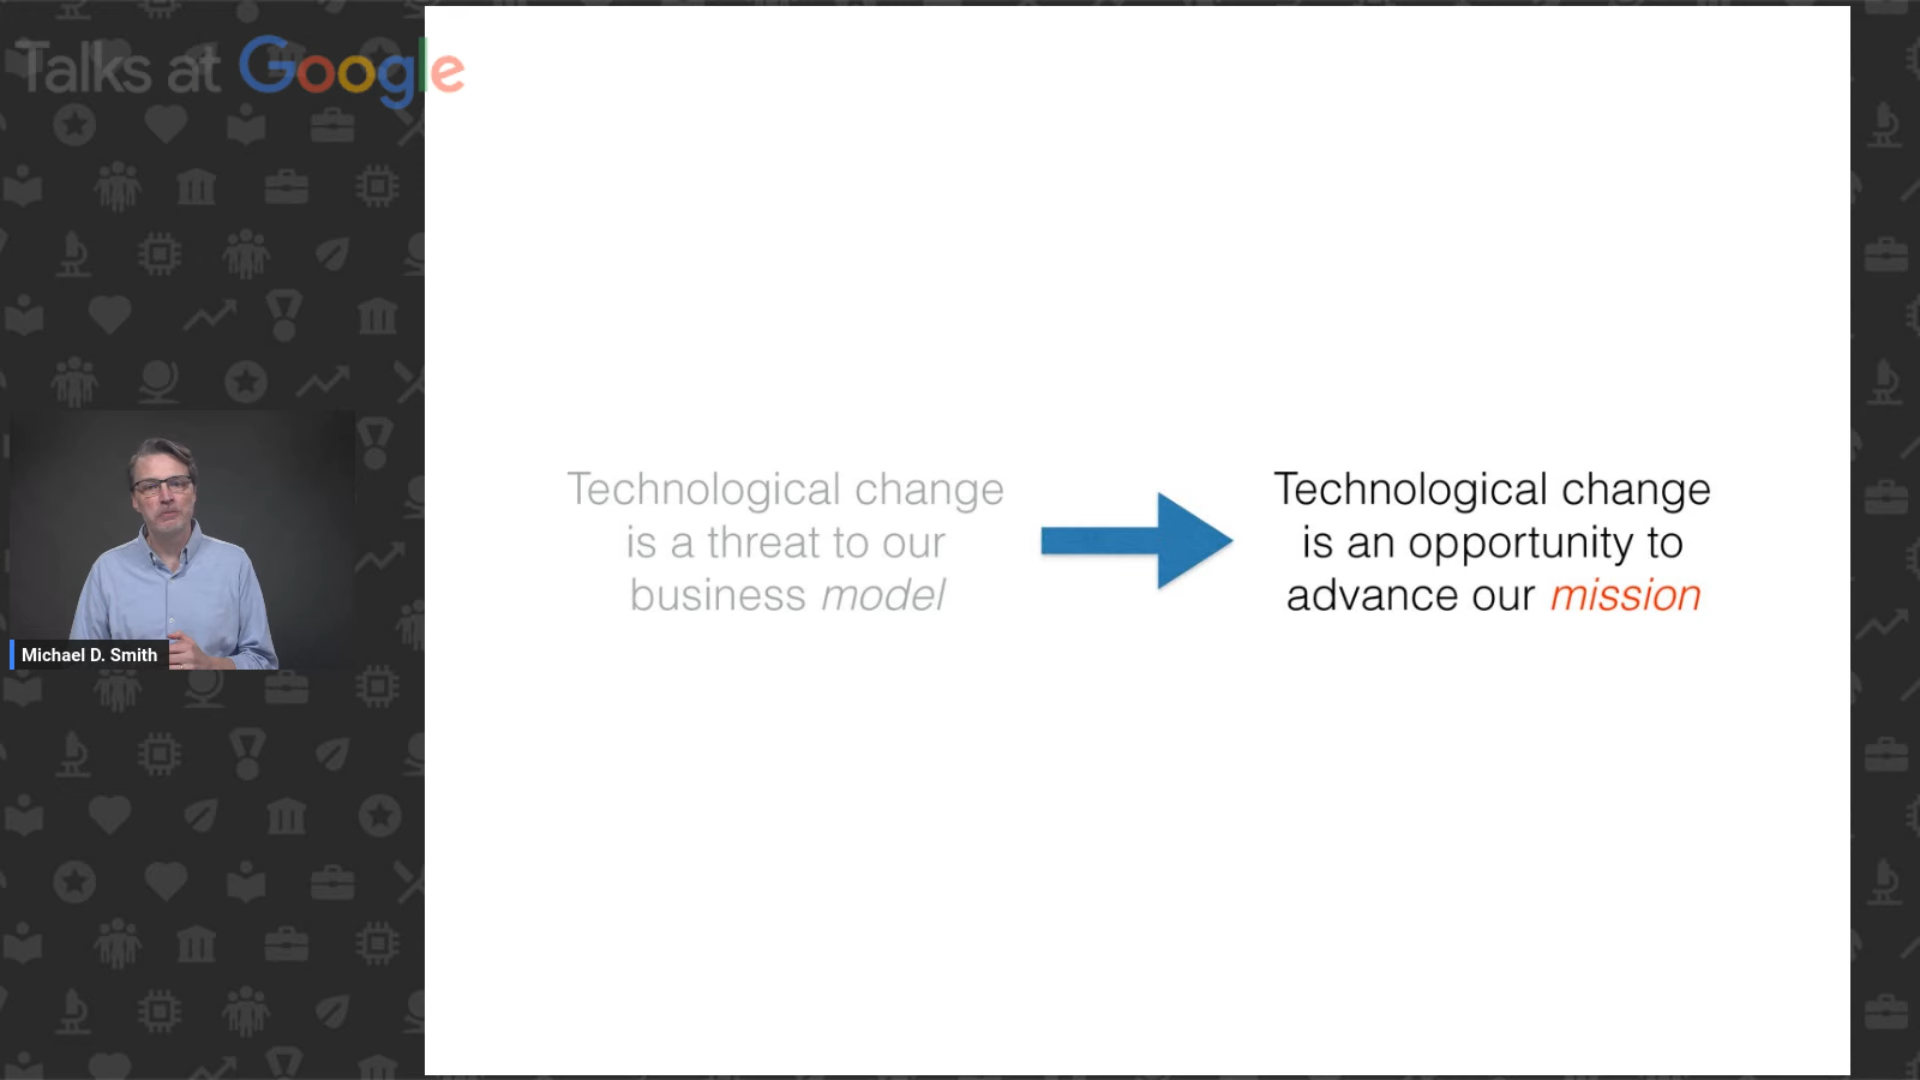 Talks at Google
Technological change
is a threat to our
business model
Technological change
is an opportunity to
advance our mission
Michael D. Smith